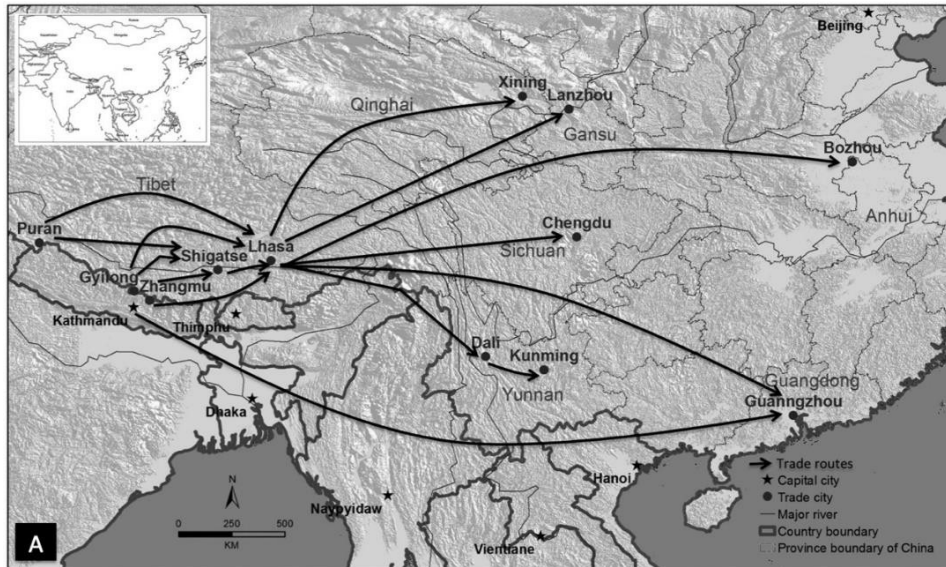 Beijing
Xining
Lanzhou
Qinghai
Gansu
Bozhou
Tibet
Anhui
Puran
Lhasa
Chengdu
Shigatse
Sichuan
Gyilong
Zhangmu
Kathmandu
Thimphu
Dali
Kunming
Yunnan
Guangdong
Guanngzhou
Dhaka
Hanoi
Naypyidaw
Vientiane
N
0 250 500
KM
Trade routes
Capital city
Trade city
Major river
Country boundary
Province boundary of China
A